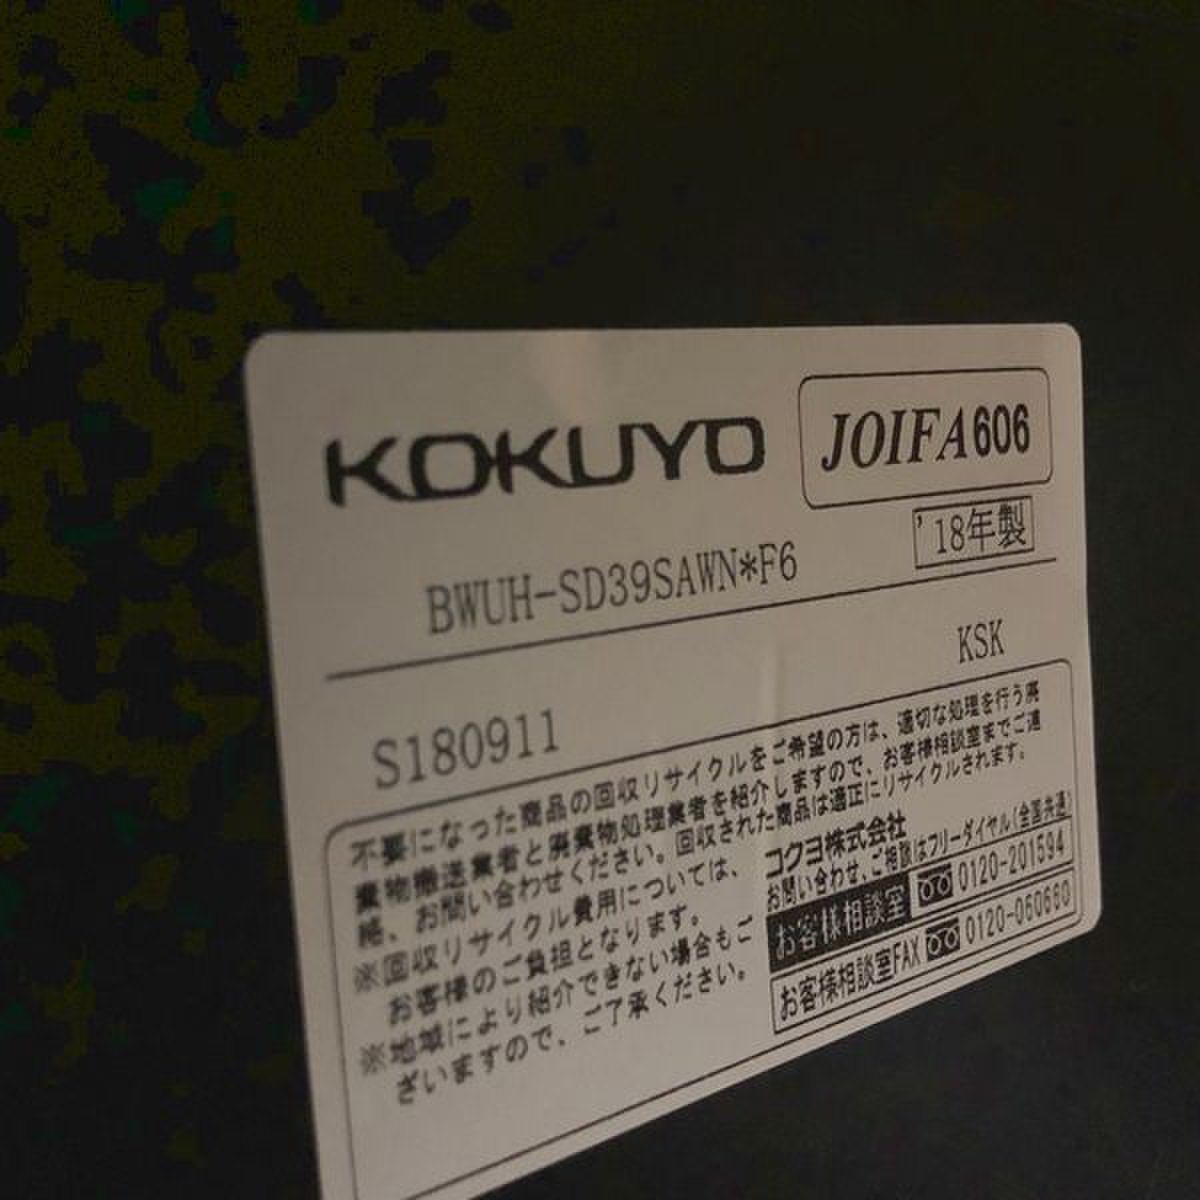 KOKUYO
JOIFA606
'18年製
BWUH-SD39SAWN*F6
KSK
S180911
不要になった商品の回収リサイクルをご希望の方は、適切な処理を行う廃
棄物搬送業者と廃棄物処理業者を紹介しますので、お客様相談室までご連
絡、お問い合わせください。回収された商品は適正にリサイクルされます。
※回収リサイクル費用については、
お客様のご負担となります。
※地域により紹介できない場合もご
ざいますので、ご了承ください。
コクヨ株式会社
お問い合わせ、ご相談はフリーダイヤル(全国共通)
お客様相談室 0120-201594
お客様相談室FAX 0120-060660